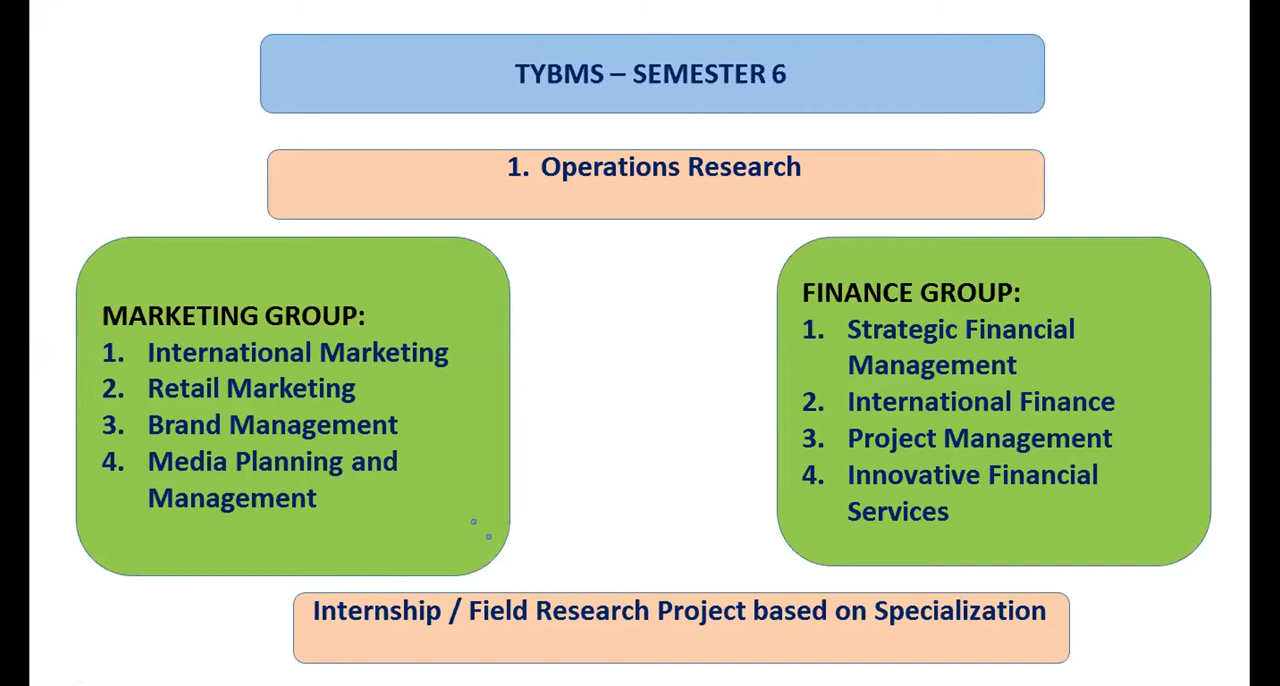 TYBMS – SEMESTER 6
1. Operations Research
MARKETING GROUP:
1. International Marketing
2. Retail Marketing
3. Brand Management
4. Media Planning and
Management
FINANCE GROUP:
1. Strategic Financial
Management
2. International Finance
3. Project Management
4. Innovative Financial
Services
Internship / Field Research Project based on Specialization